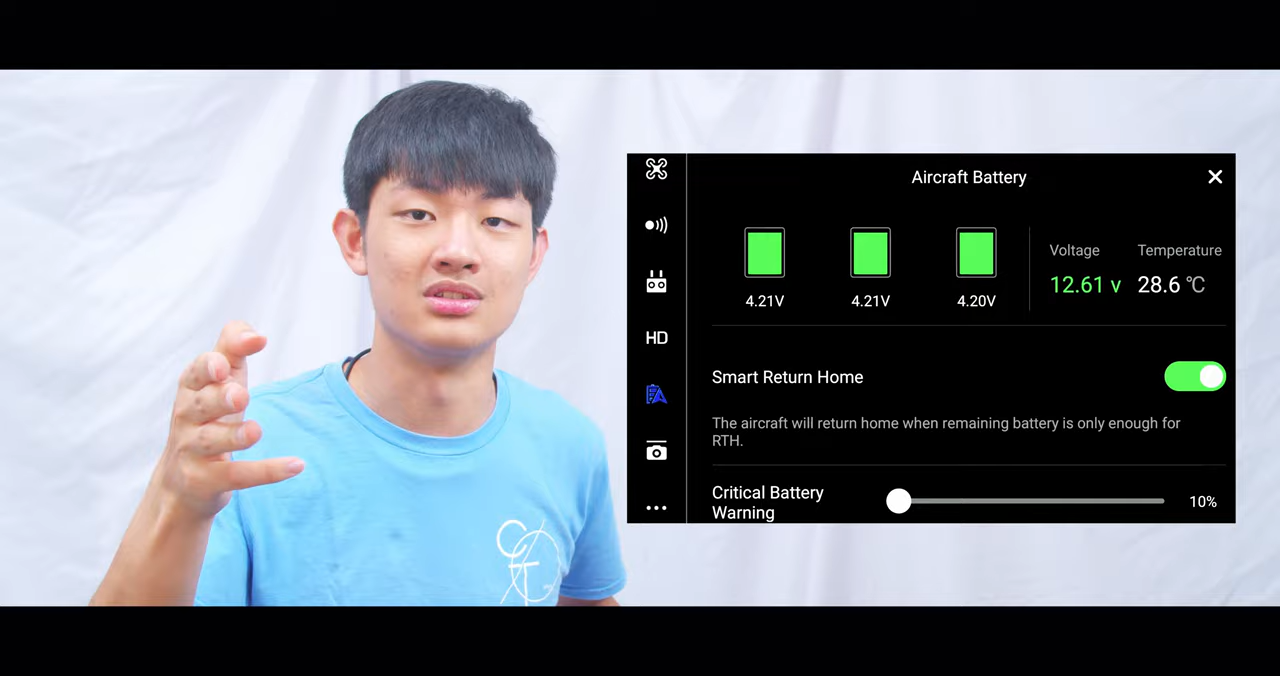 Aircraft Battery
Voltage
Temperature
12.61 v
28.6 ℃
4.21V
4.21V
4.20V
HD
Smart Return Home
The aircraft will return home when remaining battery is only enough for
RTH.
Critical Battery
Warning
10%